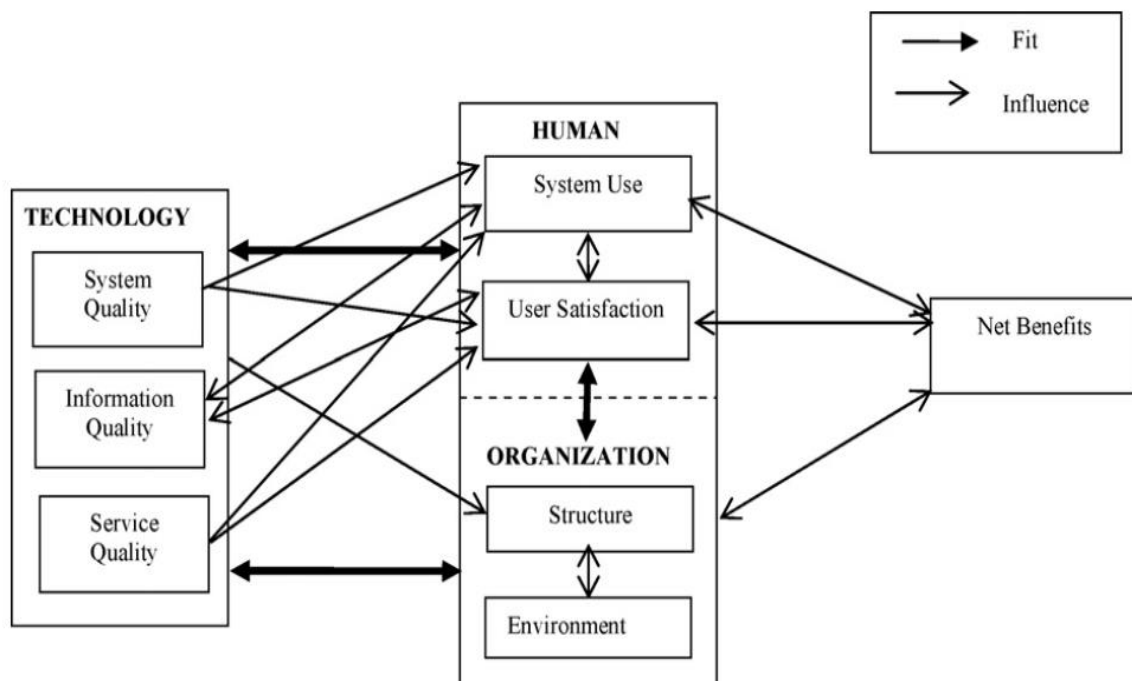 Fit
Influence
HUMAN
System Use
TECHNOLOGY
System
Quality
User Satisfaction
Net Benefits
Information
Quality
ORGANIZATION
Structure
Service
Quality
Environment